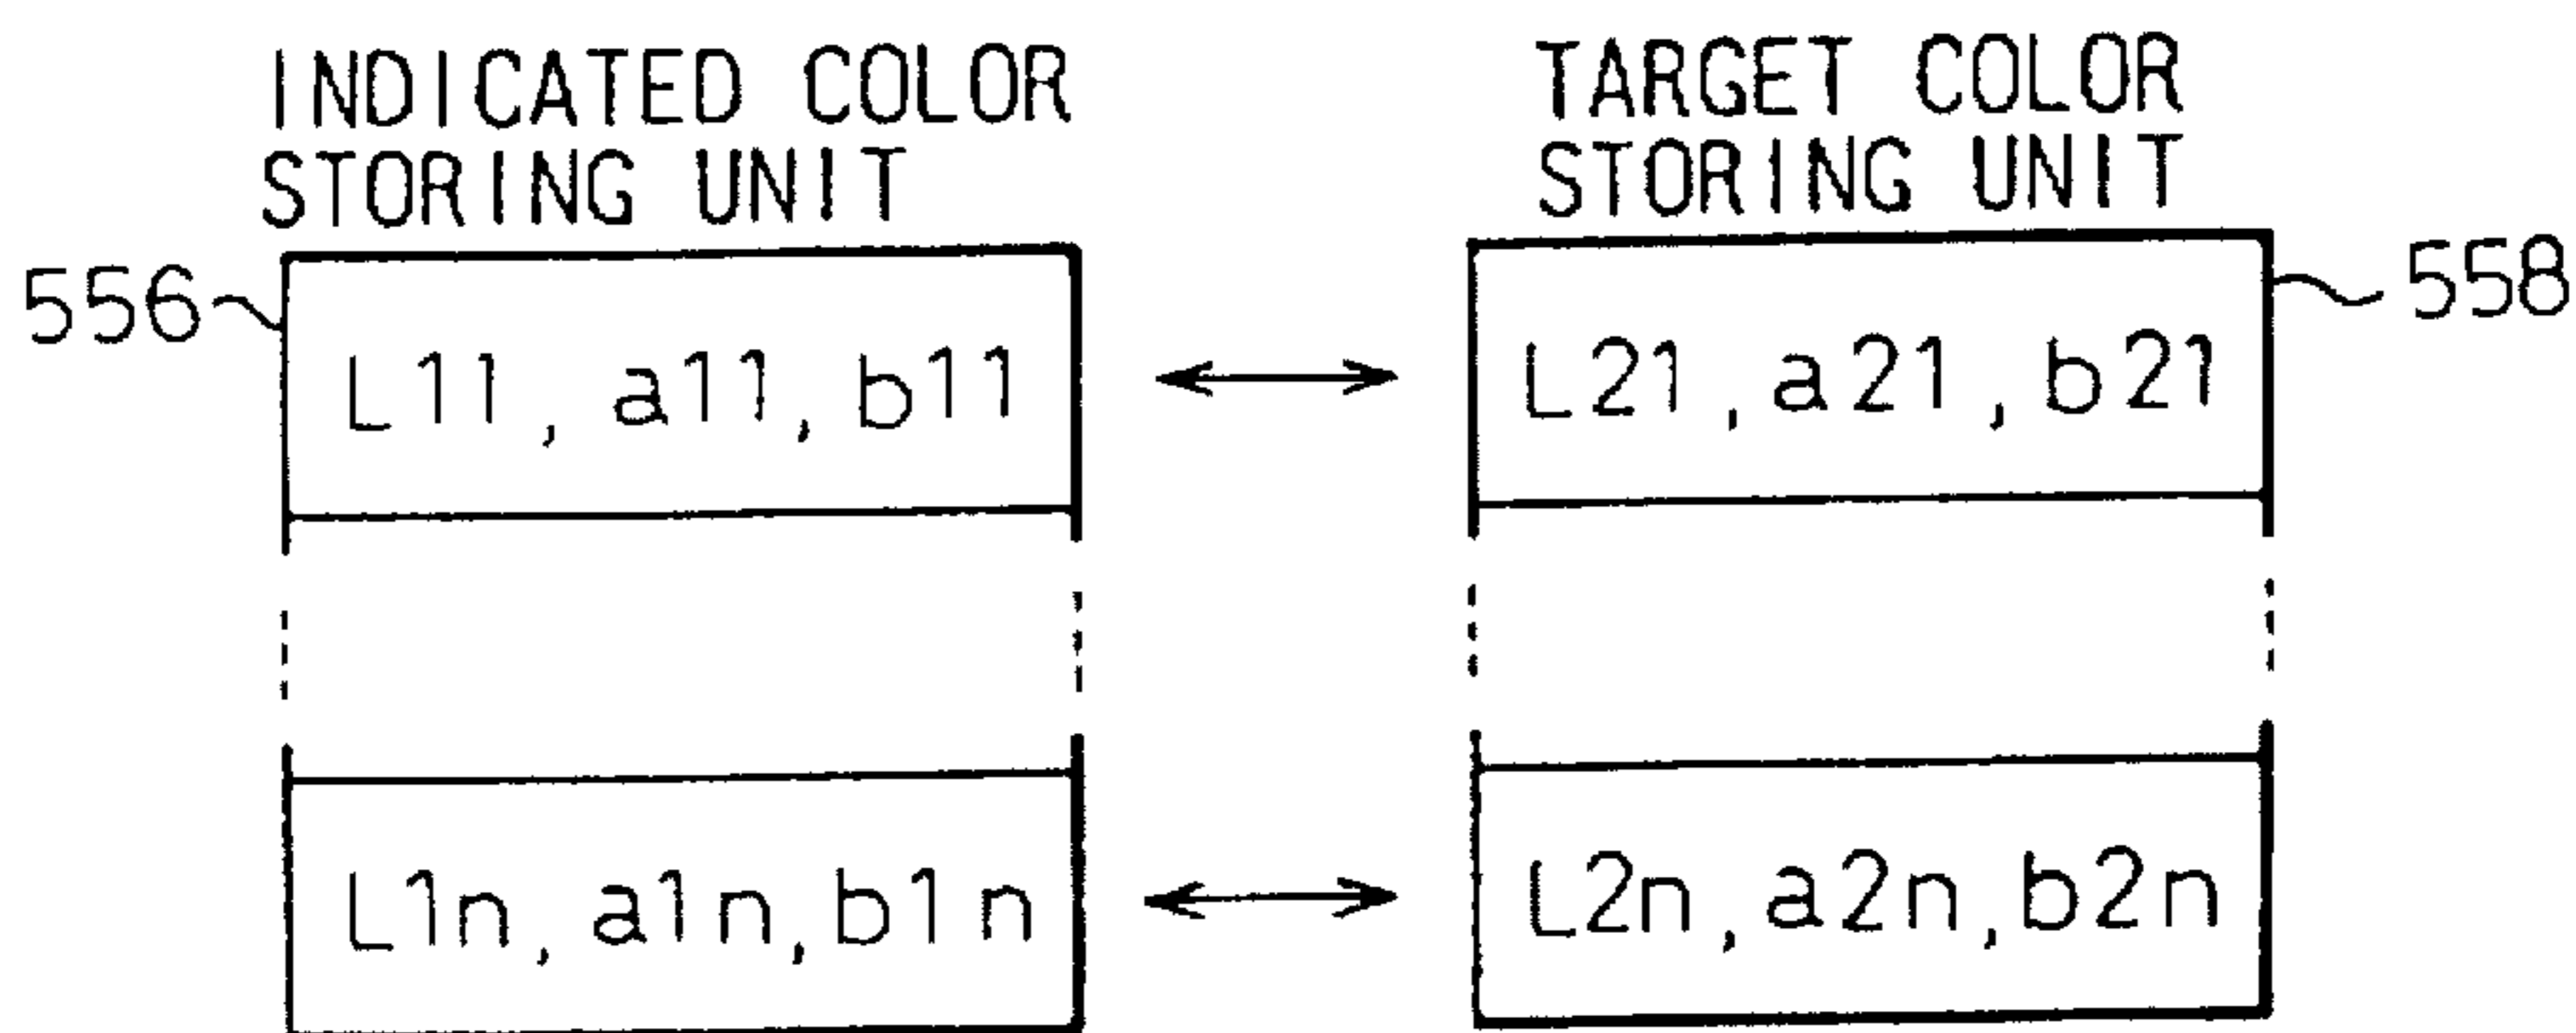 INDICATED COLOR
STORING UNIT
TARGET COLOR
STORING UNIT
556
558
L11, a11, b11
L21, a21, b21
L1n, a1n, b1n
L2n, a2n, b2n